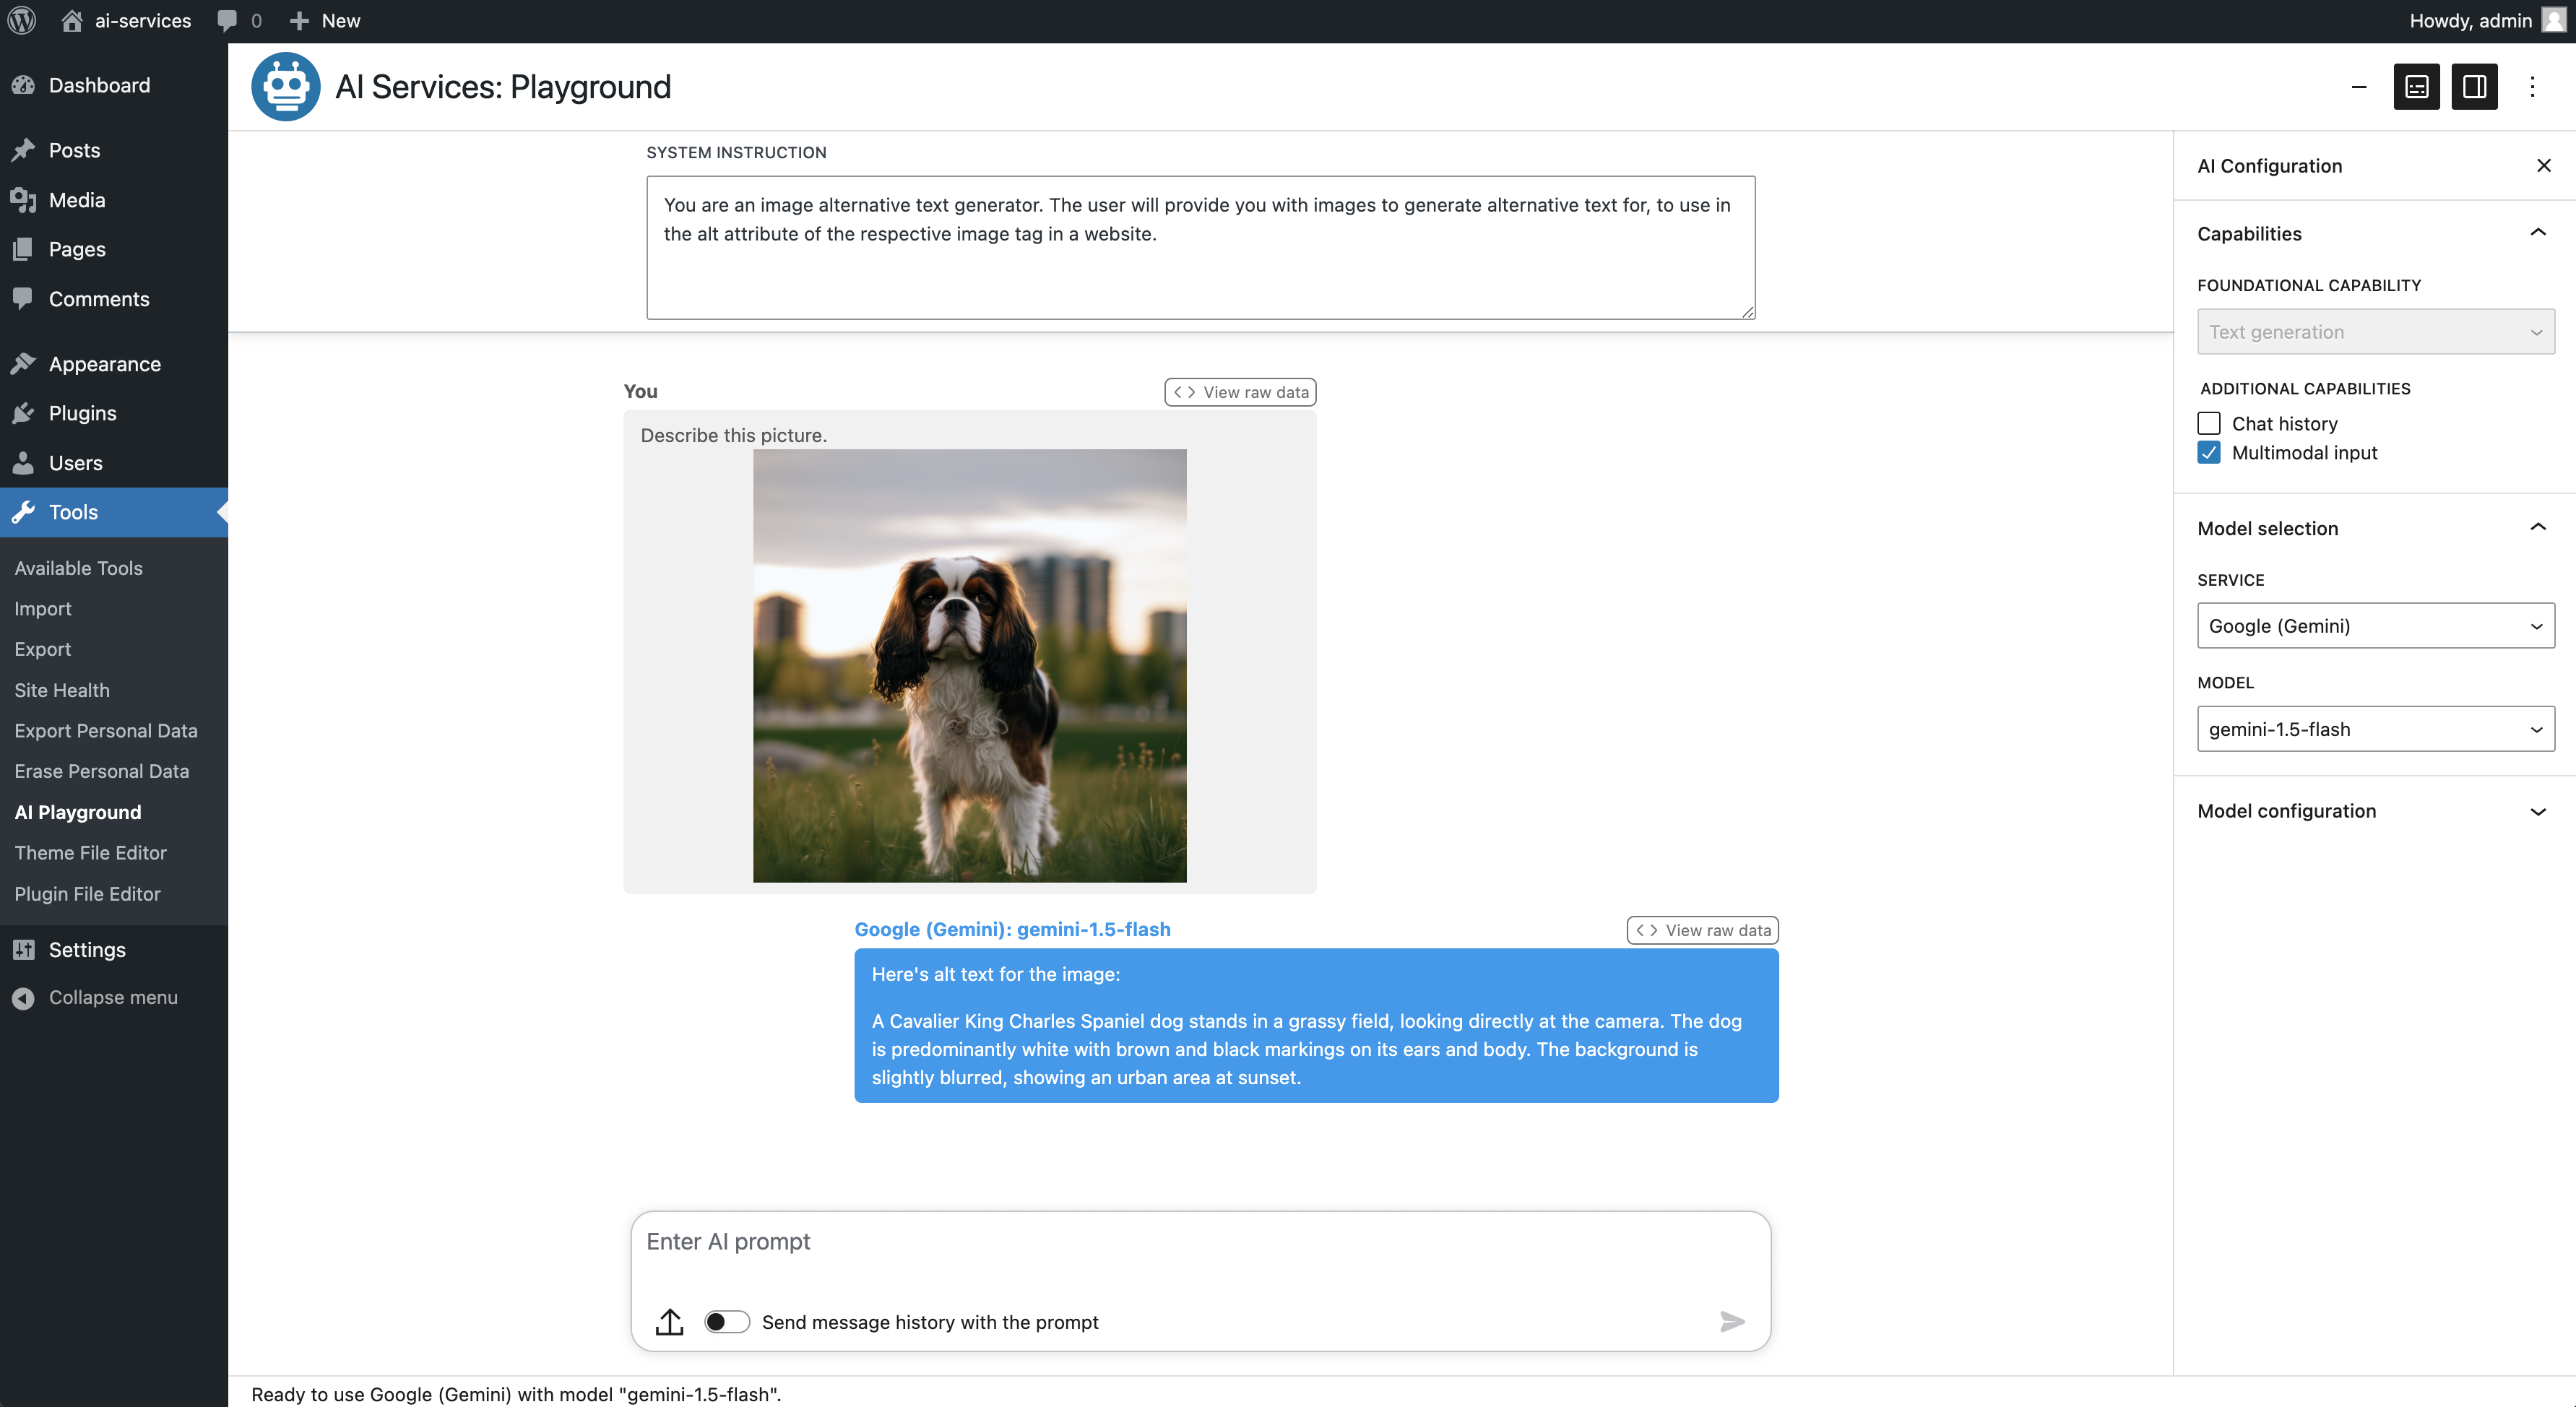 ai-services
0
New
Howdy, admin
Dashboard
Posts
Media
Pages
Comments
Appearance
Plugins
Users
Tools
Available Tools
Import
Export
Site Health
Export Personal Data
Erase Personal Data
AI Playground
Theme File Editor
Plugin File Editor
Settings
Collapse menu
AI Services: Playground
SYSTEM INSTRUCTION
You are an image alternative text generator. The user will provide you with images to generate alternative text for, to use in
the alt attribute of the respective image tag in a website.
You
View raw data
Describe this picture.
Google (Gemini): gemini-1.5-flash
View raw data
Here's alt text for the image:
A Cavalier King Charles Spaniel dog stands in a grassy field, looking directly at the camera. The dog
is predominantly white with brown and black markings on its ears and body. The background is
slightly blurred, showing an urban area at sunset.
Enter AI prompt
Send message history with the prompt
Ready to use Google (Gemini) with model "gemini-1.5-flash".
AI Configuration
Capabilities
FOUNDATIONAL CAPABILITY
Text generation
ADDITIONAL CAPABILITIES
Chat history
Multimodal input
Model selection
SERVICE
Google (Gemini)
MODEL
gemini-1.5-flash
Model configuration